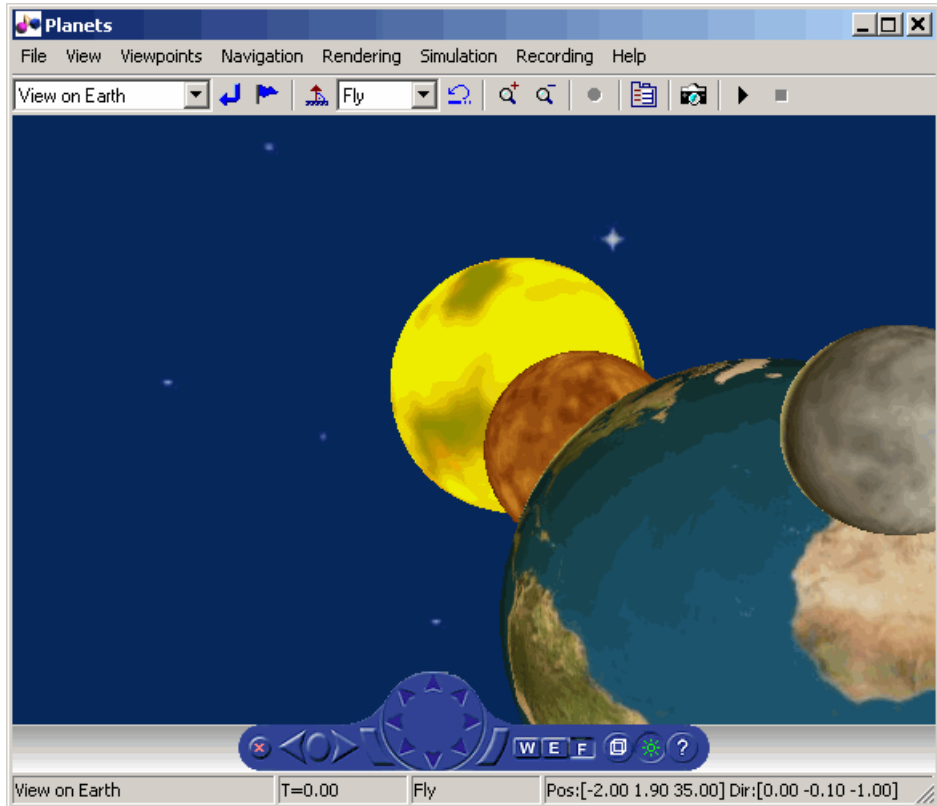 Planets
File View Viewpoints Navigation Rendering Simulation Recording Help
View on Earth Fly
W E F ?
View on Earth T=0.00 Fly Pos:[-2.00 1.90 35.00] Dir:[0.00 -0.10 -1.00]